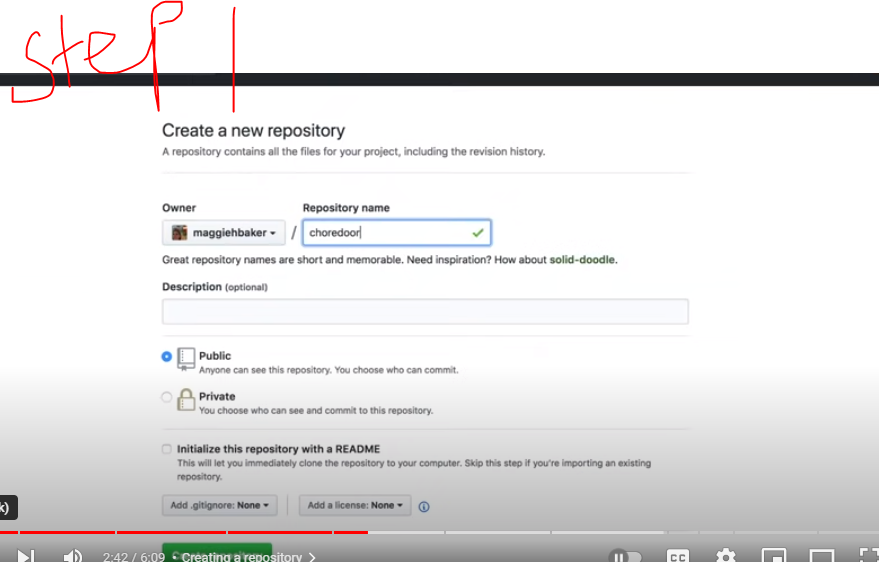 step 1
Create a new repository
A repository contains all the files for your project, including the revision history.
Owner
Repository name
maggiehbaker / choredoor
Great repository names are short and memorable. Need inspiration? How about solid-doodle.
Description (optional)
Public
Anyone can see this repository. You choose who can commit.
Private
You choose who can see and commit to this repository.
Initialize this repository with a README
This will let you immediately clone the repository to your computer. Skip this step if you're importing an existing
repository.
Add .gitignore: None
Add a license: None
k)
2:42 / 6:09 • Creating a repository
CC